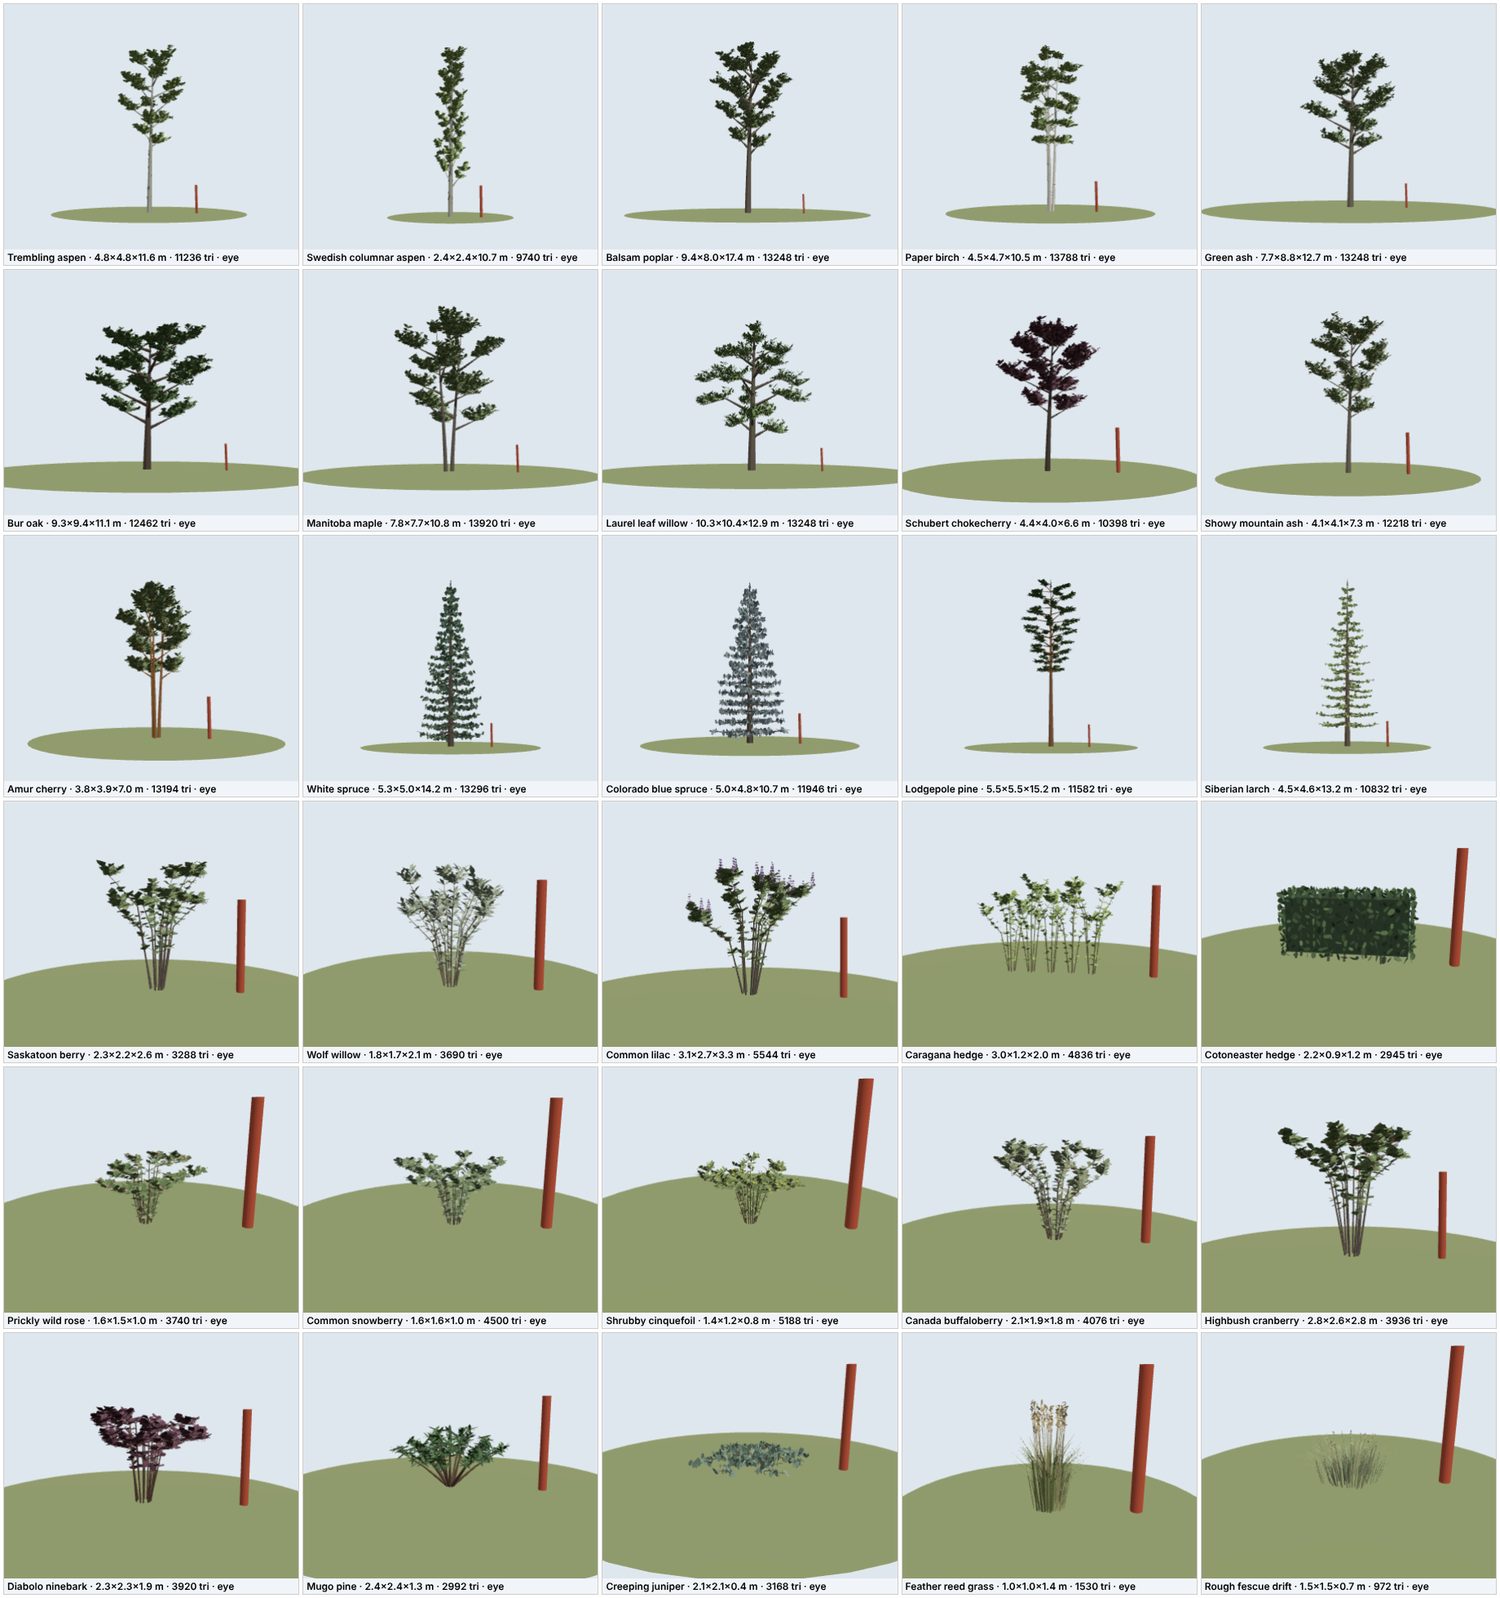 Trembling aspen · 4.8×4.8×11.6 m · 11236 tri · eye
Swedish columnar aspen · 2.4×2.4×10.7 m · 9740 tri · eye
Balsam poplar · 9.4×8.0×17.4 m · 13248 tri · eye
Paper birch · 4.5×4.7×10.5 m · 13788 tri · eye
Green ash · 7.7×8.8×12.7 m · 13248 tri · eye
Bur oak · 9.3×9.4×11.1 m · 12462 tri · eye
Manitoba maple · 7.8×7.7×10.8 m · 13920 tri · eye
Laurel leaf willow · 10.3×10.4×12.9 m · 13248 tri · eye
Schubert chokecherry · 4.4×4.0×6.6 m · 10398 tri · eye
Showy mountain ash · 4.1×4.1×7.3 m · 12218 tri · eye
Amur cherry · 3.8×3.9×7.0 m · 13194 tri · eye
White spruce · 5.3×5.0×14.2 m · 13296 tri · eye
Colorado blue spruce · 5.0×4.8×10.7 m · 11946 tri · eye
Lodgepole pine · 5.5×5.5×15.2 m · 11582 tri · eye
Siberian larch · 4.5×4.6×13.2 m · 10832 tri · eye
Saskatoon berry · 2.3×2.2×2.6 m · 3288 tri · eye
Wolf willow · 1.8×1.7×2.1 m · 3690 tri · eye
Common lilac · 3.1×2.7×3.3 m · 5544 tri · eye
Caragana hedge · 3.0×1.2×2.0 m · 4836 tri · eye
Cotoneaster hedge · 2.2×0.9×1.2 m · 2945 tri · eye
Prickly wild rose · 1.6×1.5×1.0 m · 3740 tri · eye
Common snowberry · 1.6×1.6×1.0 m · 4500 tri · eye
Shrubby cinquefoil · 1.4×1.2×0.8 m · 5188 tri · eye
Canada buffaloberry · 2.1×1.9×1.8 m · 4076 tri · eye
Highbush cranberry · 2.8×2.6×2.8 m · 3936 tri · eye
Diabolo ninebark · 2.3×2.3×1.9 m · 3920 tri · eye
Mugo pine · 2.4×2.4×1.3 m · 2992 tri · eye
Creeping juniper · 2.1×2.1×0.4 m · 3168 tri · eye
Feather reed grass · 1.0×1.0×1.4 m · 1530 tri · eye
Rough fescue drift · 1.5×1.5×0.7 m · 972 tri · eye